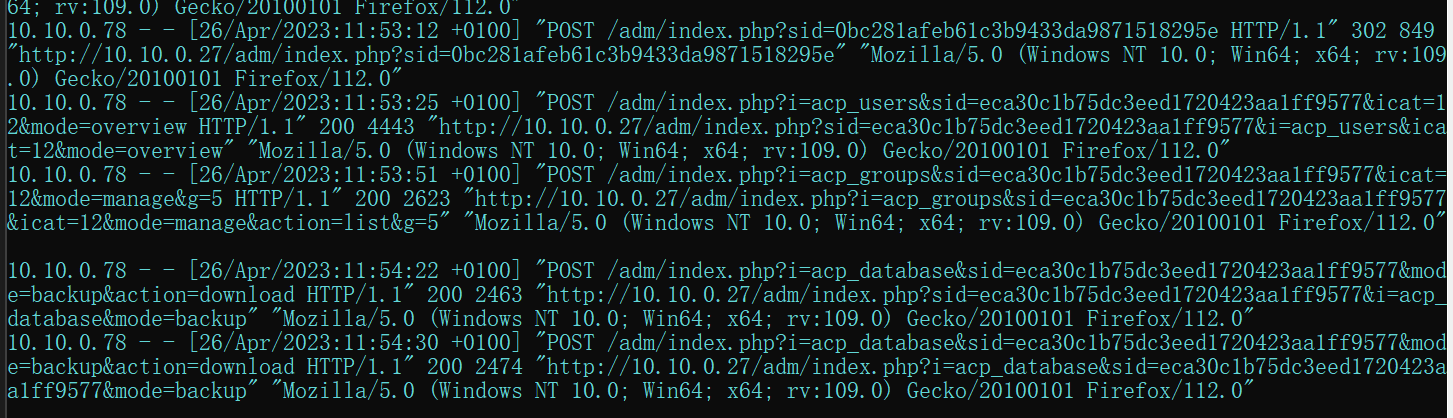 64; rv:109.0) Gecko/20100101 Firefox/112.0"
10.10.0.78 - - [26/Apr/2023:11:53:12 +0100] "POST /adm/index.php?sid=0bc281afeb61c3b9433da9871518295e HTTP/1.1" 302 849
"http://10.10.0.27/adm/index.php?sid=0bc281afeb61c3b9433da9871518295e" "Mozilla/5.0 (Windows NT 10.0; Win64; x64; rv:109
.0) Gecko/20100101 Firefox/112.0"
10.10.0.78 - - [26/Apr/2023:11:53:25 +0100] "POST /adm/index.php?i=acp_users&sid=eca30c1b75dc3eed1720423aa1ff9577&icat=1
2&mode=overview HTTP/1.1" 200 4443 "http://10.10.0.27/adm/index.php?sid=eca30c1b75dc3eed1720423aa1ff9577&i=acp_users&ica
t=12&mode=overview" "Mozilla/5.0 (Windows NT 10.0; Win64; x64; rv:109.0) Gecko/20100101 Firefox/112.0"
10.10.0.78 - - [26/Apr/2023:11:53:51 +0100] "POST /adm/index.php?i=acp_groups&sid=eca30c1b75dc3eed1720423aa1ff9577&icat=
12&mode=manage&g=5 HTTP/1.1" 200 2623 "http://10.10.0.27/adm/index.php?i=acp_groups&sid=eca30c1b75dc3eed1720423aa1ff9577
&icat=12&mode=manage&action=list&g=5" "Mozilla/5.0 (Windows NT 10.0; Win64; x64; rv:109.0) Gecko/20100101 Firefox/112.0"
10.10.0.78 - - [26/Apr/2023:11:54:22 +0100] "POST /adm/index.php?i=acp_database&sid=eca30c1b75dc3eed1720423aa1ff9577&mod
e=backup&action=download HTTP/1.1" 200 2463 "http://10.10.0.27/adm/index.php?sid=eca30c1b75dc3eed1720423aa1ff9577&i=acp_
database&mode=backup" "Mozilla/5.0 (Windows NT 10.0; Win64; x64; rv:109.0) Gecko/20100101 Firefox/112.0"
10.10.0.78 - - [26/Apr/2023:11:54:30 +0100] "POST /adm/index.php?i=acp_database&sid=eca30c1b75dc3eed1720423aa1ff9577&mod
e=backup&action=download HTTP/1.1" 200 2474 "http://10.10.0.27/adm/index.php?i=acp_database&sid=eca30c1b75dc3eed1720423a
a1ff9577&mode=backup" "Mozilla/5.0 (Windows NT 10.0; Win64; x64; rv:109.0) Gecko/20100101 Firefox/112.0"